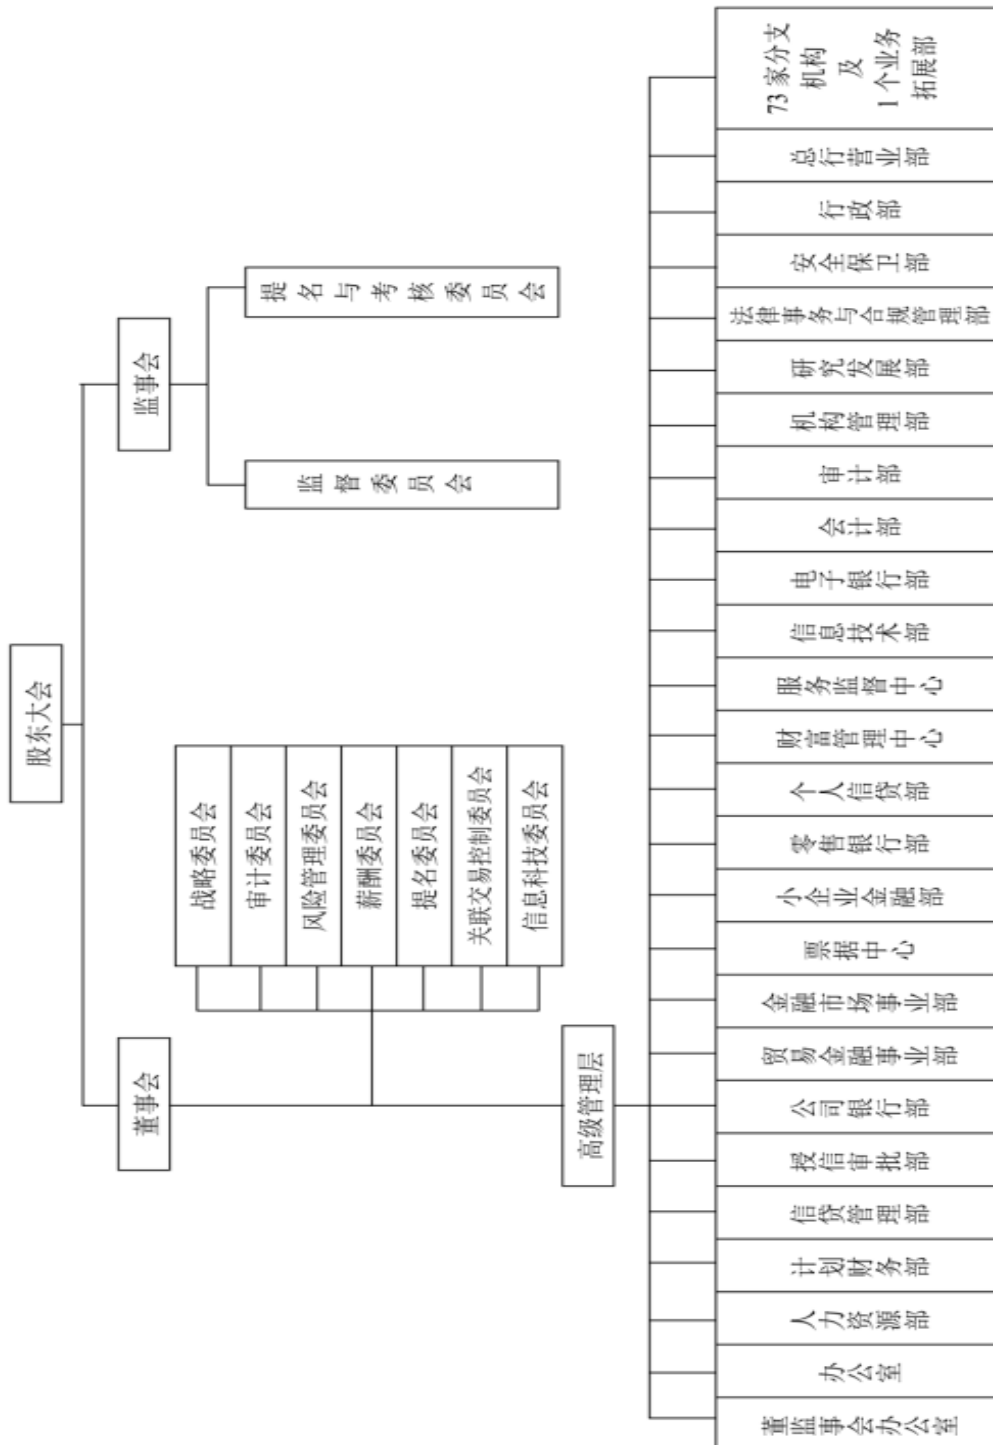 股东大会
董事会
监事会
战略委员会
审计委员会
风险管理委员会
薪酬委员会
提名委员会
关联交易控制委员会
信息科技委员会
监督委员会
提名与考核委员会
高级管理层
董监事会办公室
办公室
人力资源部
计划财务部
信贷管理部
授信审批部
公司银行部
贸易金融事业部
金融市场事业部
票据中心
小企业金融部
零售银行部
个人信贷部
财富管理中心
服务监督中心
信息技术部
电子银行部
会计部
审计部
机构管理部
研究发展部
法律事务与合规管理部
安全保卫部
行政部
总行营业部
73 家分支
机构
及
1 个业务
拓展部